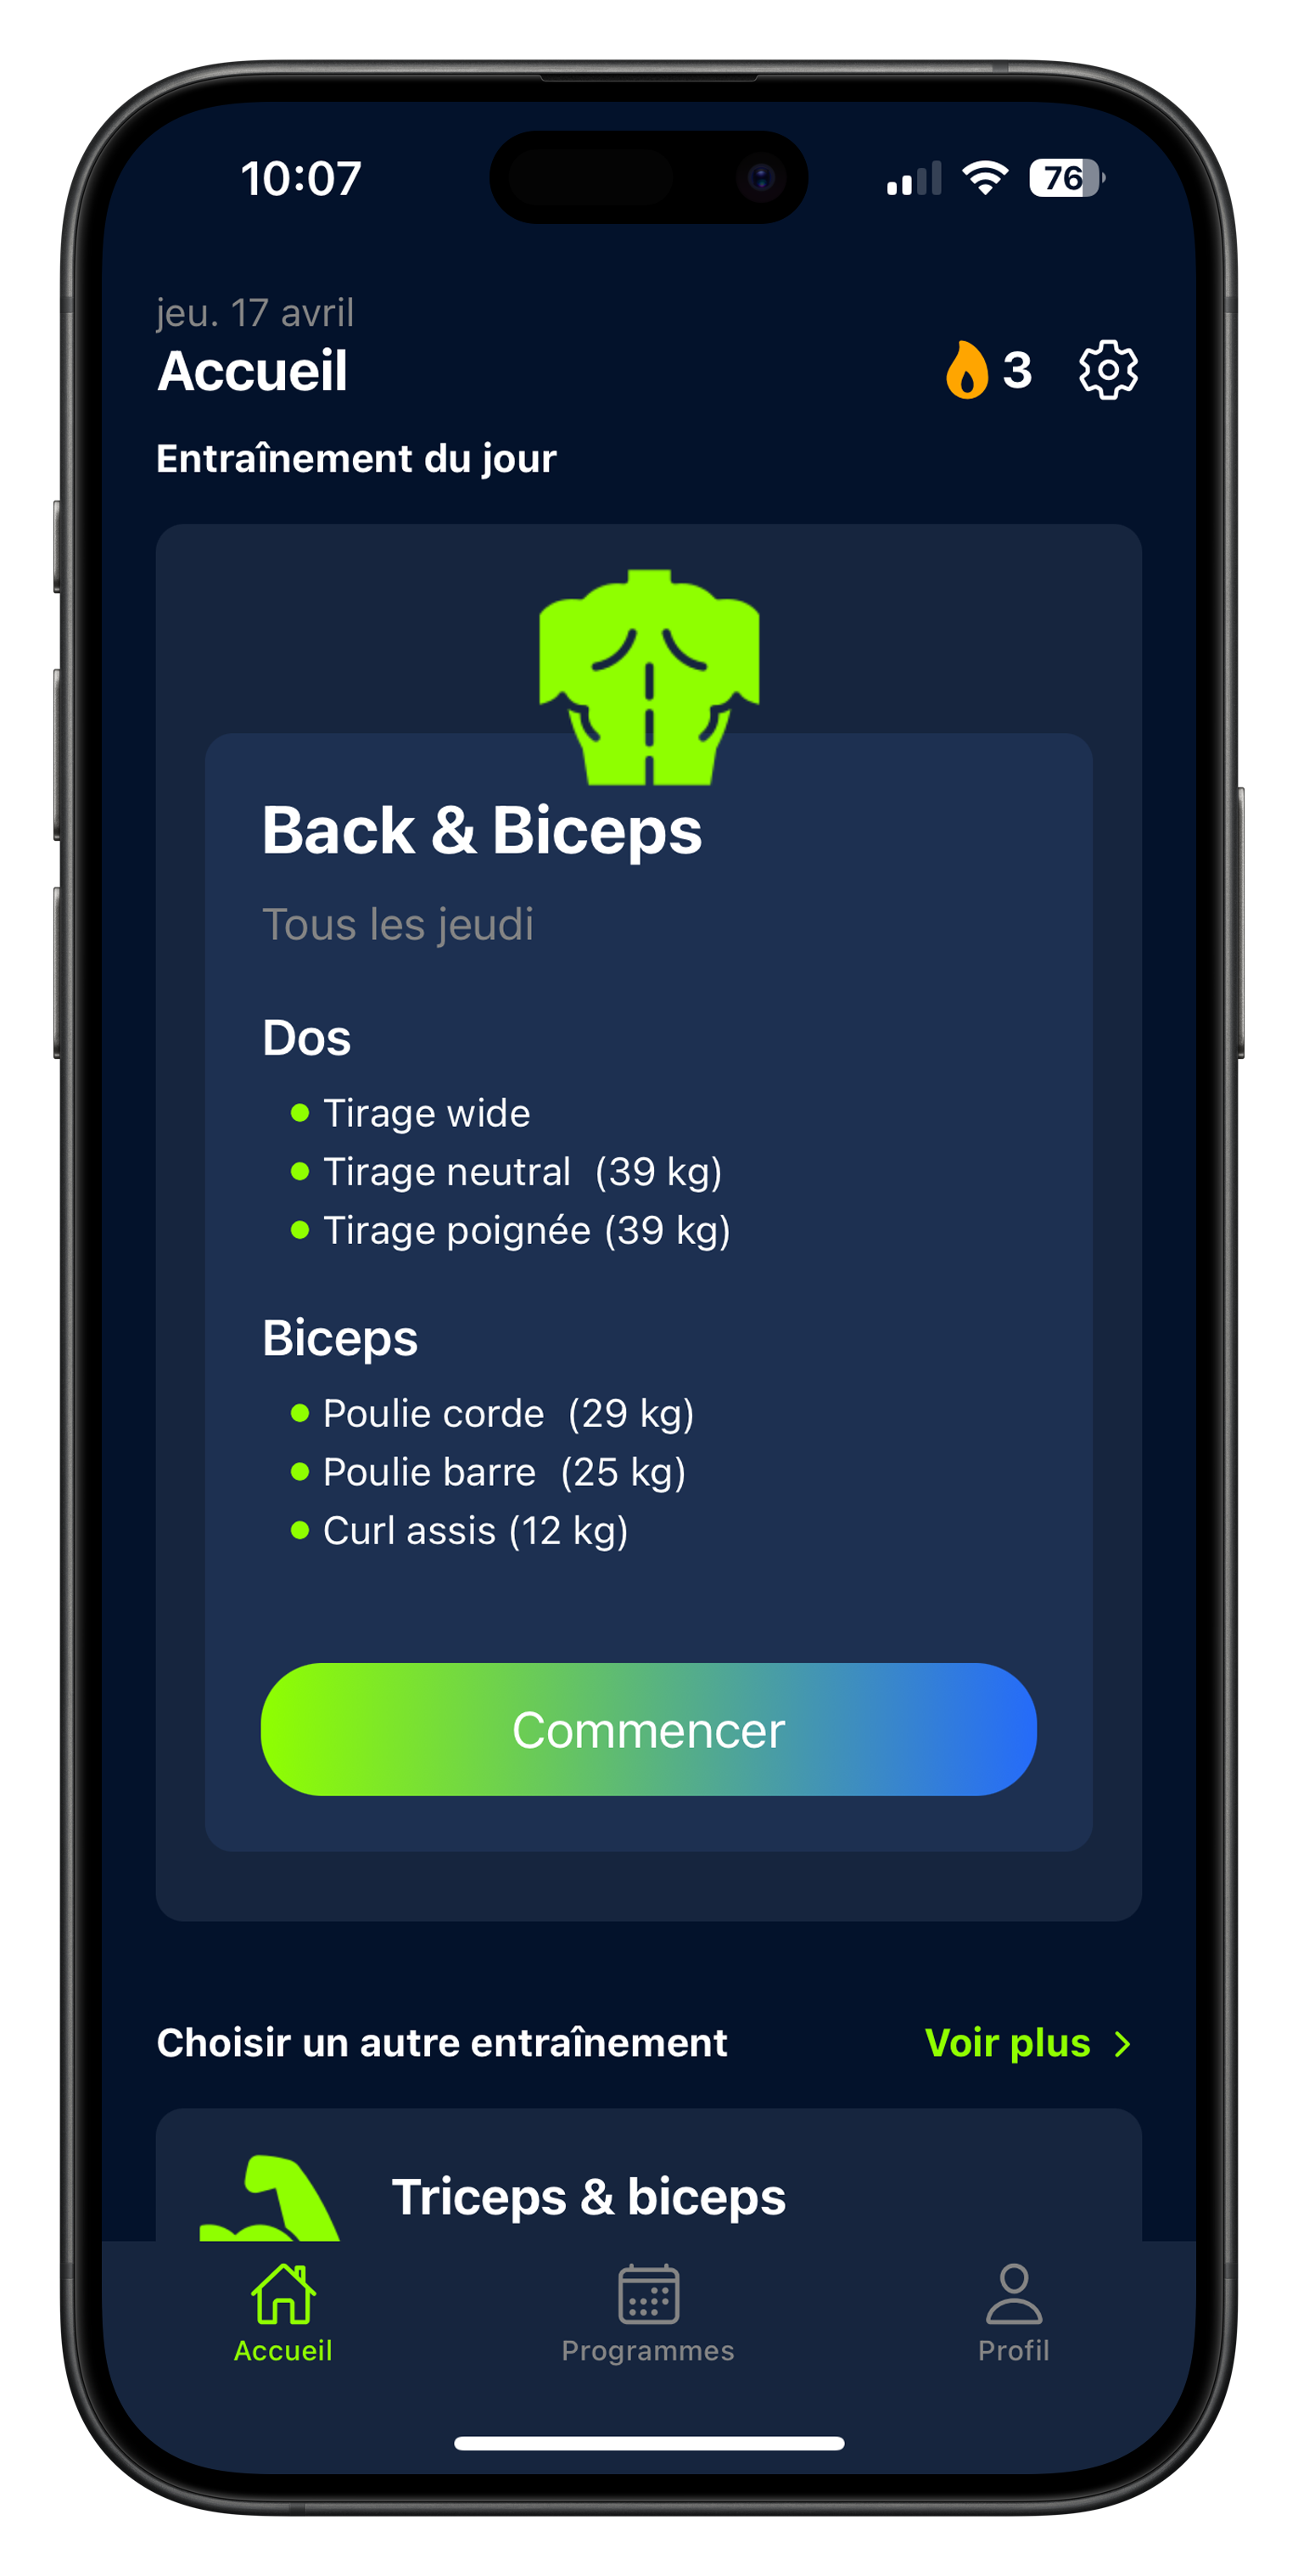 10:07
76
jeu. 17 avril
Accueil
3
Entraînement du jour
Back & Biceps
Tous les jeudi
Dos
Tirage wide
Tirage neutral (39 kg)
Tirage poignée (39 kg)
Biceps
Poulie corde (29 kg)
Poulie barre (25 kg)
Curl assis (12 kg)
Commencer
Choisir un autre entraînement
Voir plus
Triceps & biceps
Accueil
Programmes
Profil